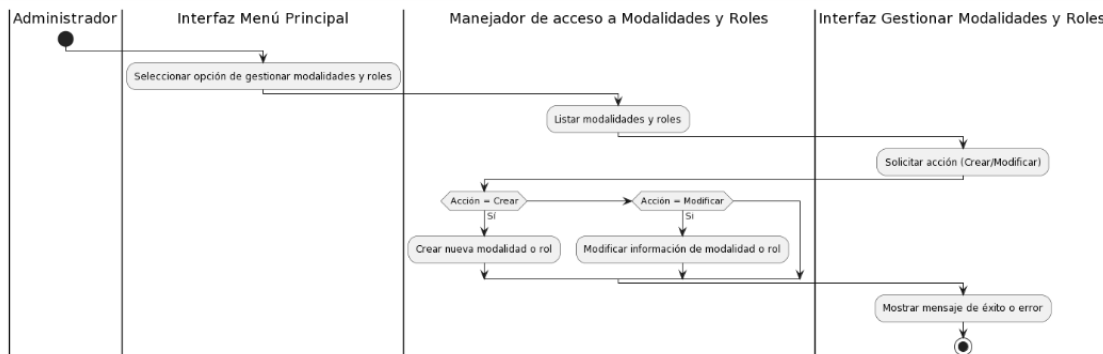 Administrador
Interfaz Menú Principal
Manejador de acceso a Modalidades y Roles
Interfaz Gestionar Modalidades y Roles
Seleccionar opción de gestionar modalidades y roles
Listar modalidades y roles
Solicitar acción (Crear/Modificar)
Acción = Crear
Acción = Modificar
Sí
Sí
Crear nueva modalidad o rol
Modificar información de modalidad o rol
Mostrar mensaje de éxito o error